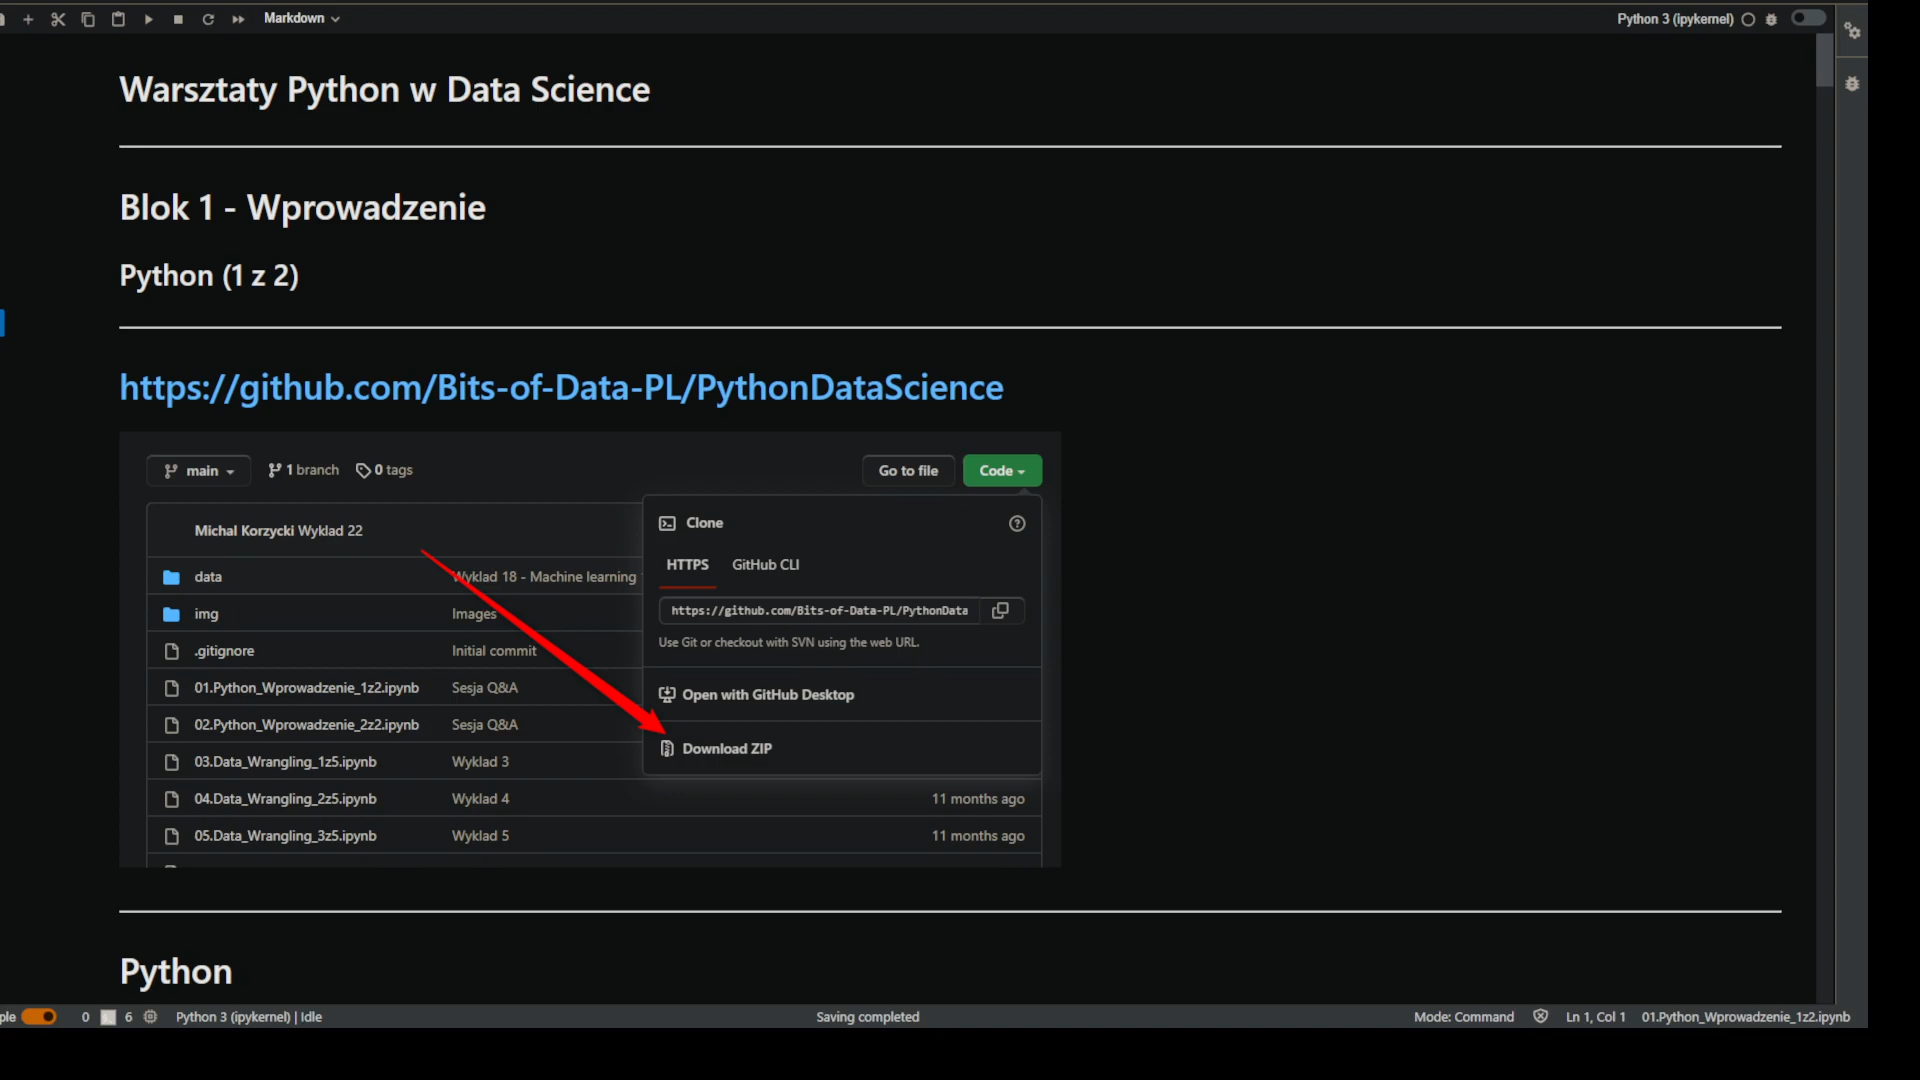 Markdown
Python 3 (ipykernel)
Warsztaty Python w Data Science
Blok 1 - Wprowadzenie
Python (1 z 2)
https://github.com/Bits-of-Data-PL/PythonDataScience
main
1 branch
0 tags
Go to file
Code
Michal Korzycki Wyklad 22
Clone
HTTPS
GitHub CLI
https://github.com/Bits-of-Data-PL/PythonData
Use Git or checkout with SVN using the web URL.
Open with GitHub Desktop
Download ZIP
data
Wyklad 18 - Machine learning
img
Images
.gitignore
Initial commit
01.Python_Wprowadzenie_1z2.ipynb
Sesja Q&A
02.Python_Wprowadzenie_2z2.ipynb
Sesja Q&A
03.Data_Wrangling_1z5.ipynb
Wyklad 3
04.Data_Wrangling_2z5.ipynb
Wyklad 4
11 months ago
05.Data_Wrangling_3z5.ipynb
Wyklad 5
11 months ago
Python
ple
0
6
Python 3 (ipykernel) | Idle
Saving completed
Mode: Command
Ln 1, Col 1
01.Python_Wprowadzenie_1z2.ipynb